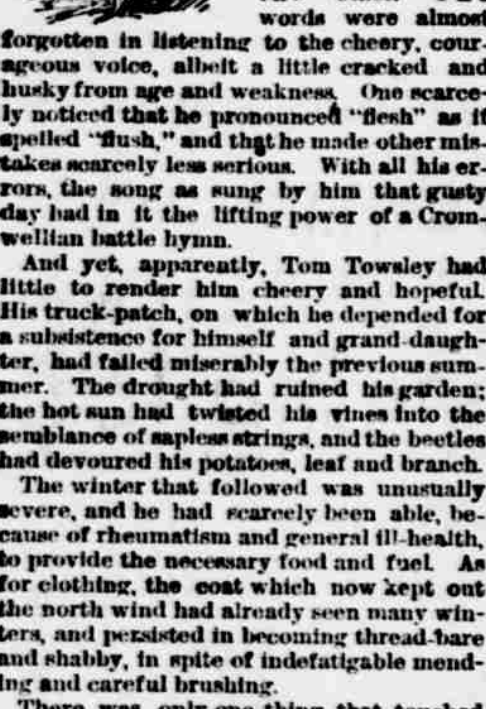 words were almost
forgotten in listening to the cheery, cour-
ageous voice, albeit a little cracked and
husky from age and weakness. One scarce-
ly noticed that he pronounced "flesh" as if
spelled "flush," and that he made other mis-
takes scarcely less serious. With all his er-
rors, the song as sung by him that gusty
day had in it the lifting power of a Crom-
wellian battle hymn.
And yet, apparently, Tom Towsley had
little to render him cheery and hopeful.
His truck-patch, on which he depended for
a subsistence for himself and grand-daugh-
ter, had failed miserably the previous sum-
mer. The drought had ruined his garden;
the hot sun had twisted his vines into the
semblance of sapless strings, and the beetles
had devoured his potatoes, leaf and branch.
The winter that followed was unusually
severe, and he had scarcely been able, be-
cause of rheumatism and general ill-health,
to provide the necessary food and fuel. As
for clothing, the coat which now kept out
the north wind had already seen many win-
ters, and persisted in becoming thread-bare
and shabby, in spite of indefatigable mend-
ing and careful brushing.
There was only one thing that touched